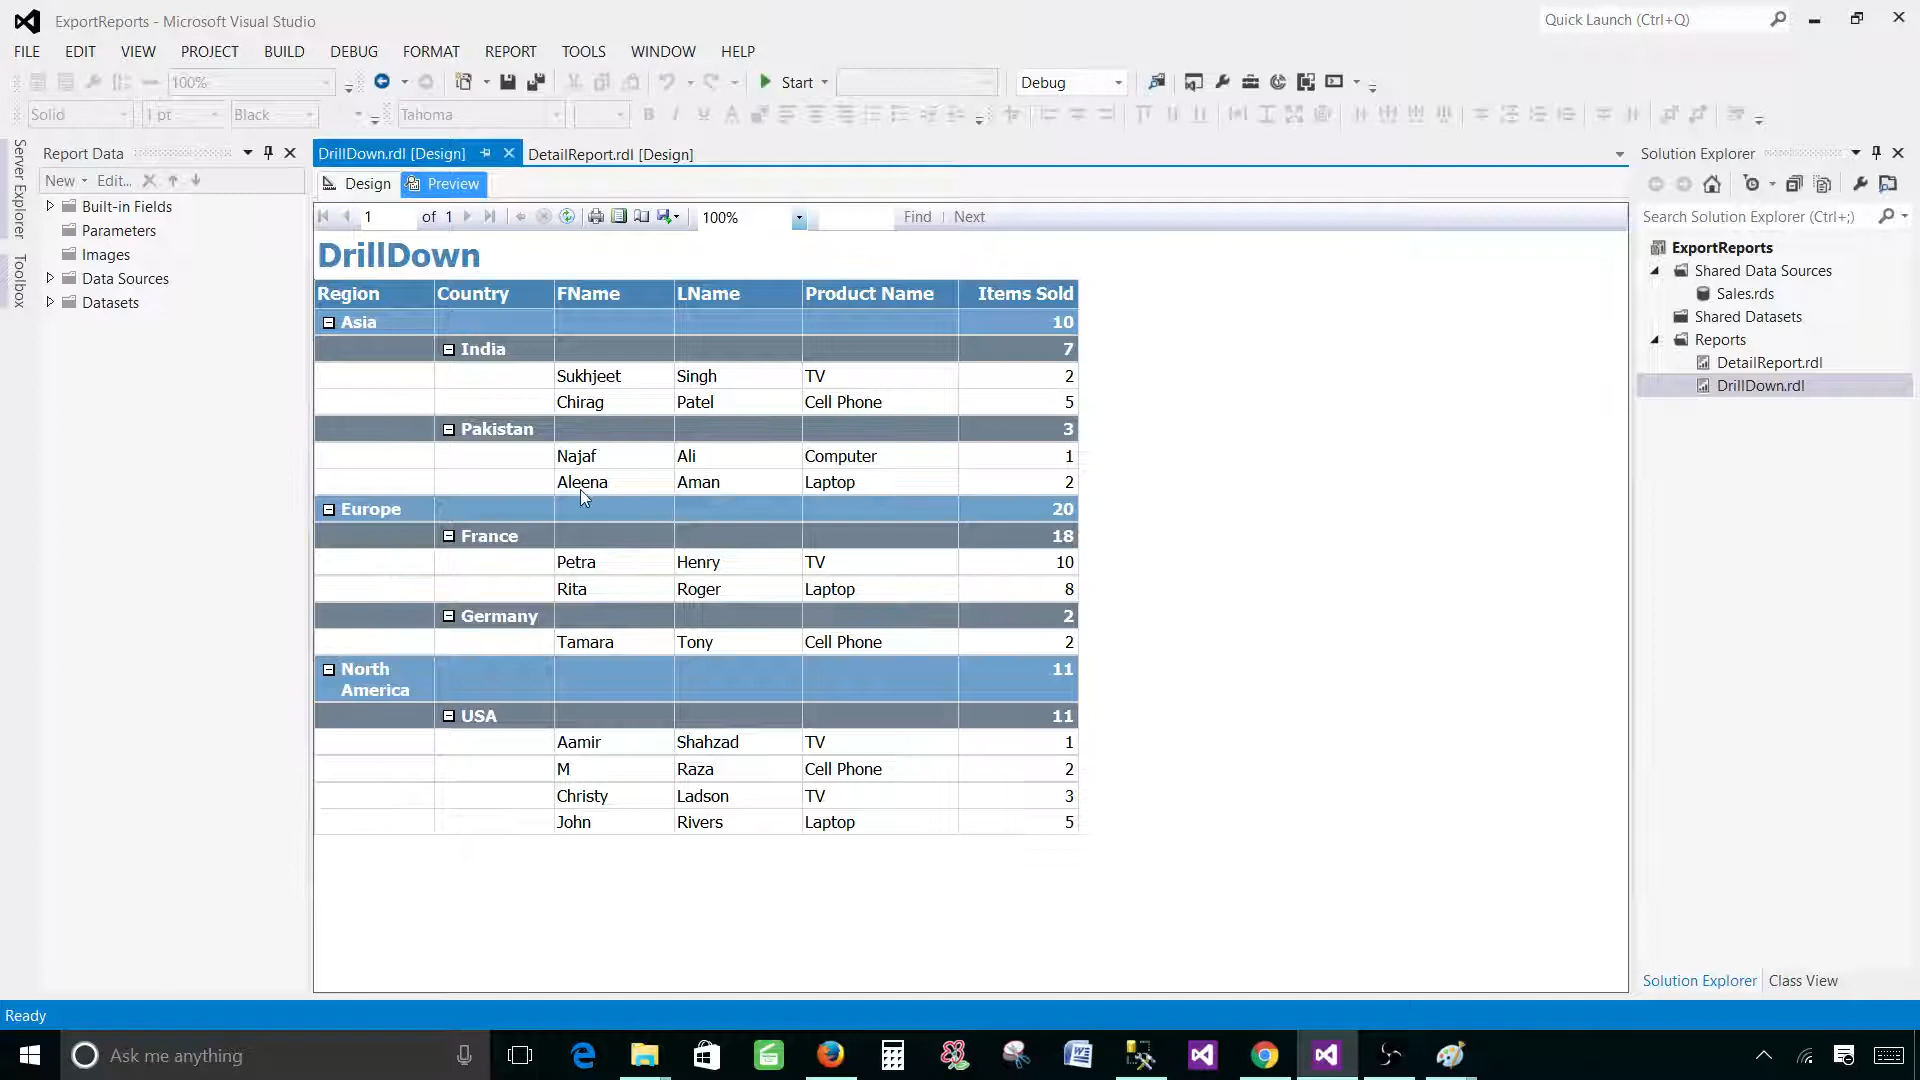 ExportReports - Microsoft Visual Studio
Quick Launch (Ctrl+Q)
FILE EDIT VIEW PROJECT BUILD DEBUG FORMAT REPORT TOOLS WINDOW HELP
100% Start Debug
Solid 1 pt Black Tahoma B I U A
Server Explorer
Toolbox
Report Data
New Edit...
Built-in Fields
Parameters
Images
Data Sources
Datasets
DrillDown.rdl [Design] DetailReport.rdl [Design]
Design Preview
1 of 1 100% Find Next
DrillDown
Region Country FName LName Product Name Items Sold
Asia 10
India 7
Sukhjeet Singh TV 2
Chirag Patel Cell Phone 5
Pakistan 3
Najaf Ali Computer 1
Aleena Aman Laptop 2
Europe 20
France 18
Petra Henry TV 10
Rita Roger Laptop 8
Germany 2
Tamara Tony Cell Phone 2
North 11
America
USA 11
Aamir Shahzad TV 1
M Raza Cell Phone 2
Christy Ladson TV 3
John Rivers Laptop 5
Solution Explorer
Search Solution Explorer (Ctrl+;)
ExportReports
Shared Data Sources
Sales.rds
Shared Datasets
Reports
DetailReport.rdl
DrillDown.rdl
Solution Explorer Class View
Ready
Ask me anything